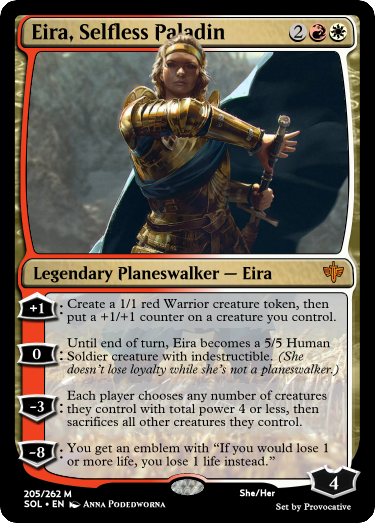 Eira, Selfless Paladin
2
Legendary Planeswalker — Eira
+1: Create a 1/1 red Warrior creature token, then
put a +1/+1 counter on a creature you control.
0: Until end of turn, Eira becomes a 5/5 Human
Soldier creature with indestructible. (She
doesn't lose loyalty while she's not a planeswalker.)
-3: Each player chooses any number of creatures
they control with total power 4 or less, then
sacrifices all other creatures they control.
-8: You get an emblem with “If you would lose 1
or more life, you lose 1 life instead.”
4
205/262 M
SOL • EN Anna Podedworna
She/Her
Set by Provocative